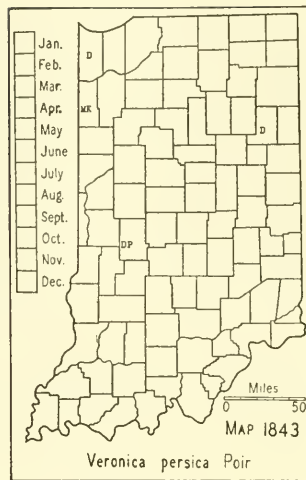 Jan.
Feb.
Mar.
Apr.
May
June
July
Aug.
Sept.
Oct.
Nov.
Dec.
D
MK
D
DP
Miles
0 50
MAP 1843
Veronica persica Poir